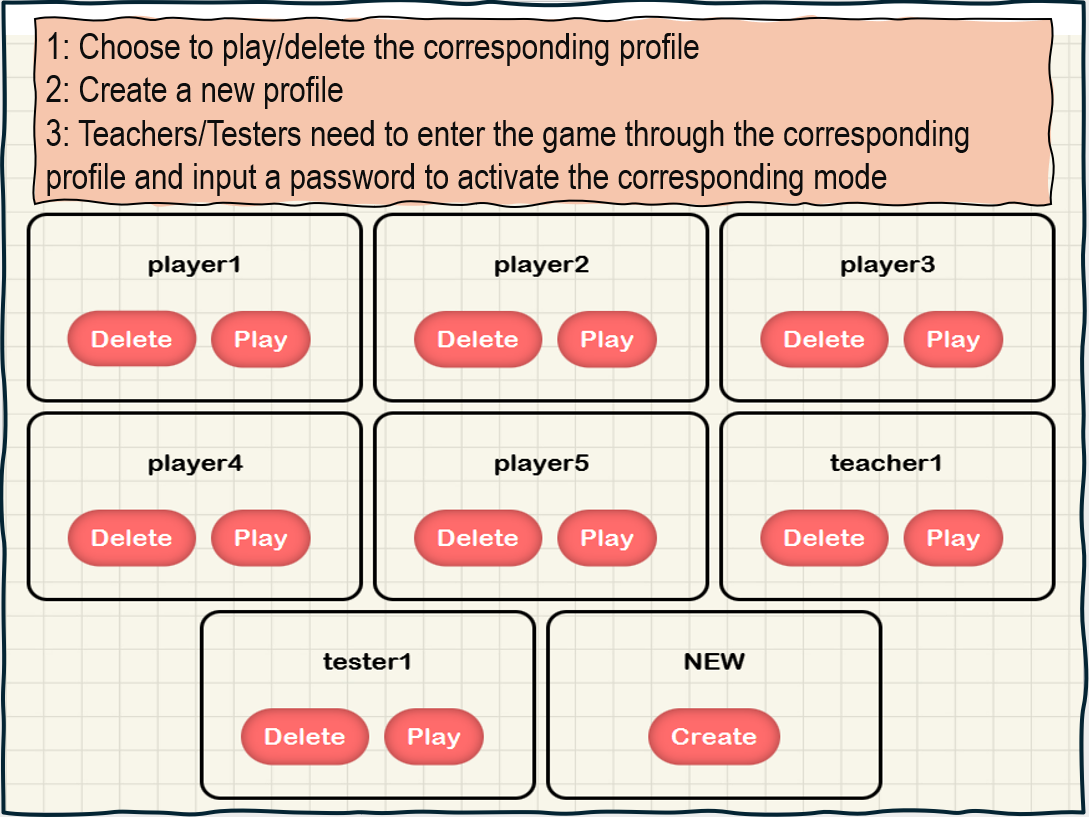 1: Choose to play/delete the corresponding profile
2: Create a new profile
3: Teachers/Testers need to enter the game through the corresponding
profile and input a password to activate the corresponding mode
player1
Delete Play
player2
Delete Play
player3
Delete Play
player4
Delete Play
player5
Delete Play
teacher1
Delete Play
tester1
Delete Play
NEW
Create